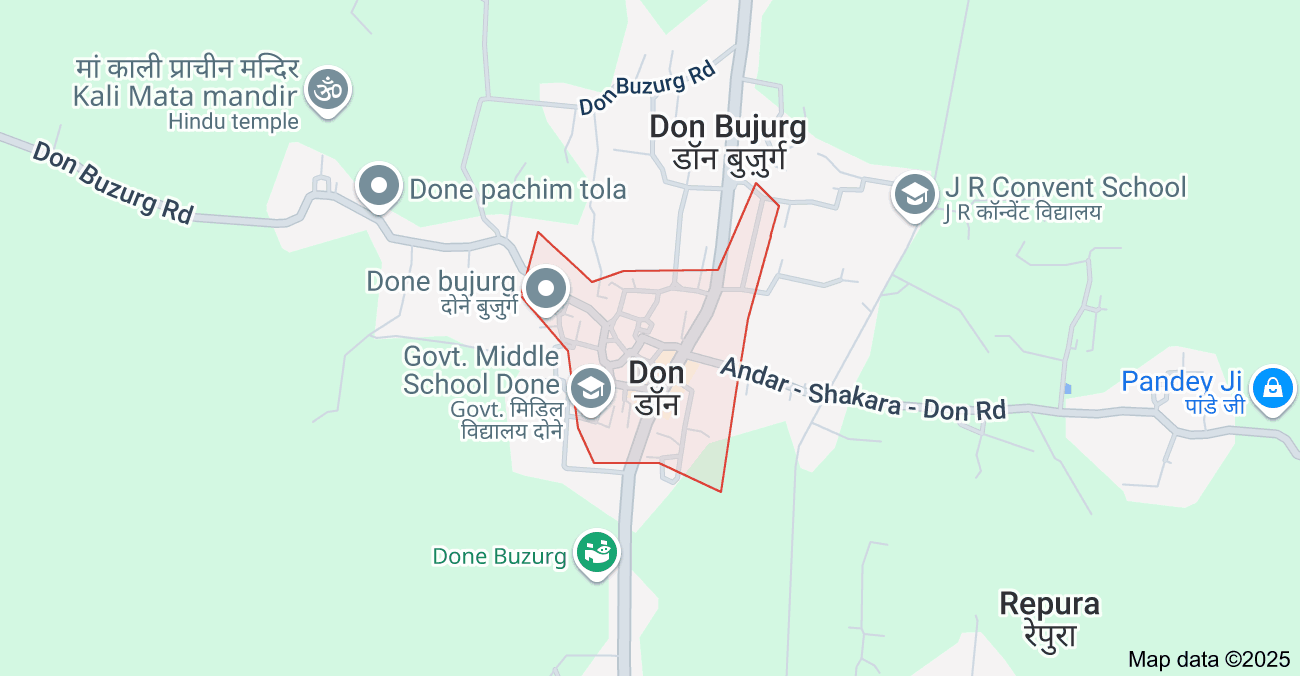 मां काली प्राचीन मन्दिर
Kali Mata mandir
Hindu temple
Don Buzurg Rd
Don Buzurg Rd
Don Bujurg
डॉन बुज़ुर्ग
Done pachim tola
J R Convent School
J R कॉन्वेंट विद्यालय
Done bujurg
दोने बुजुर्ग
Govt. Middle
School Done
Govt. मिडिल
विद्यालय दोने
Don
डॉन
Andar - Shakara - Don Rd
Pandey Ji
पांडे जी
Done Buzurg
Repura
रेपुरा
Map data ©2025